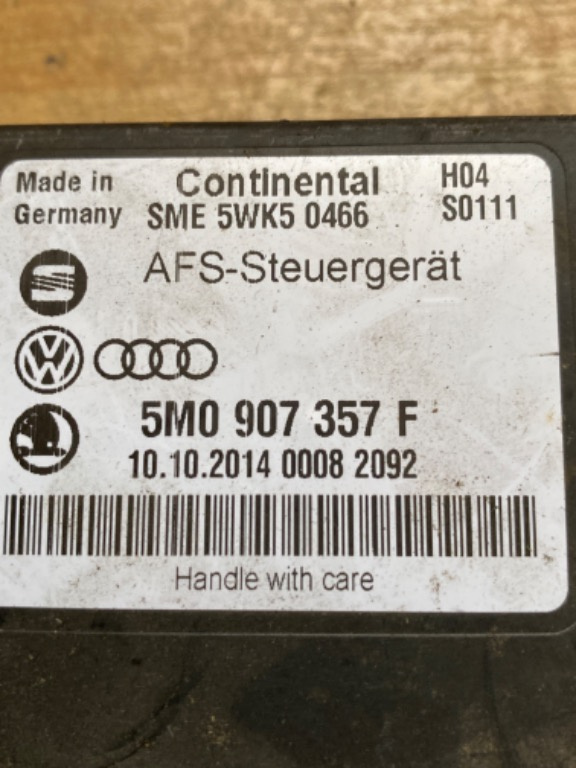 Made in Continental H04
Germany SME 5WK5 0466 S0111
AFS-Steuergerät
5M0 907 357 F
10.10.2014 0008 2092
Handle with care